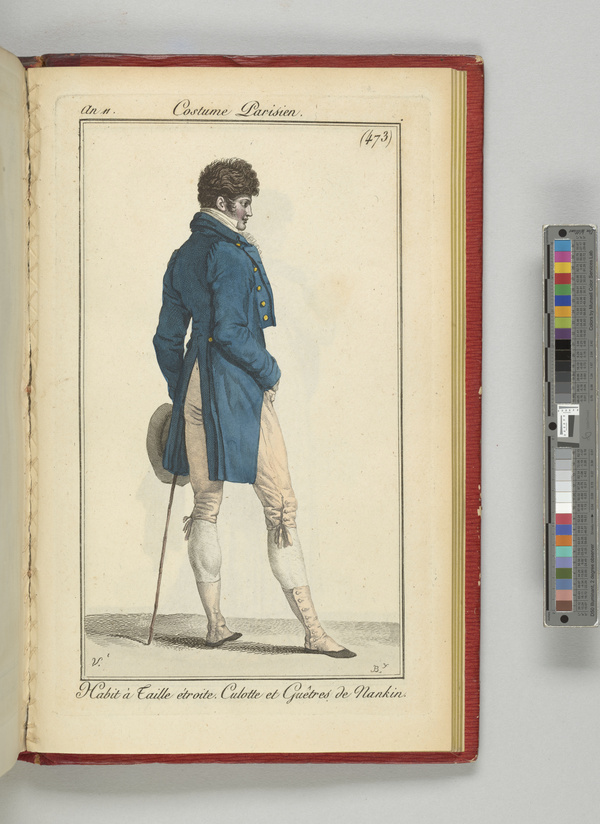 An 11. Costume Parisien.
(473)
V.t B.y
Habit à Taille étroite. Culotte et Guêtres de Nankin.